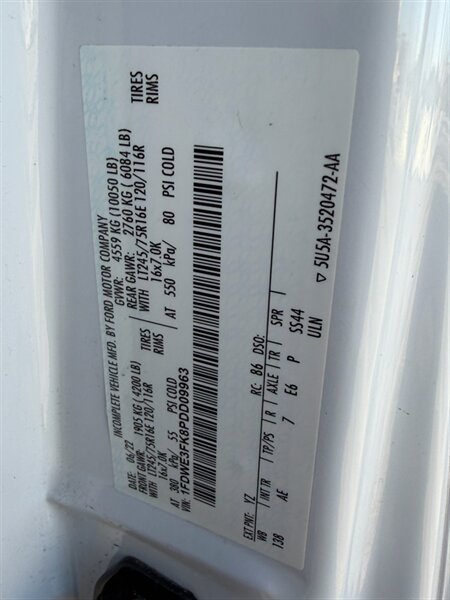 INCOMPLETE VEHICLE MFD. BY FORD MOTOR COMPANY
DATE: 06/22 GVWR: 4559 KG (10050 LB)
FRONT GAWR: 1905 KG (4200 LB) REAR GAWR: 2760 KG (6084 LB)
WITH LT245/75R16E 120/116R TIRES WITH LT245/75R16E 120/116R TIRES
16x7.0K RIMS 16x7.0K RIMS
AT 380 kPa/ 55 PSI COLD AT 550 kPa/ 80 PSI COLD
VIN: 1FDWE3FK8PDD09963
EXT PNT: YZ RC: 86 DSO:
WB INT TR TP/PS R AXLE TR SPR
138 AE 7 E6 P SS44
ULN
▽ 5U5A-3520472-AA